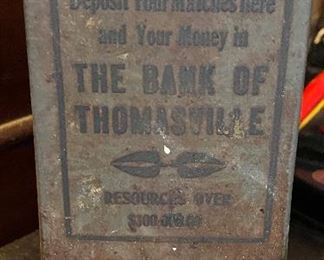 Deposit Your Matches Here
and Your Money in
THE BANK OF
THOMASVILLE
RESOURCES OVER
$300,000.00